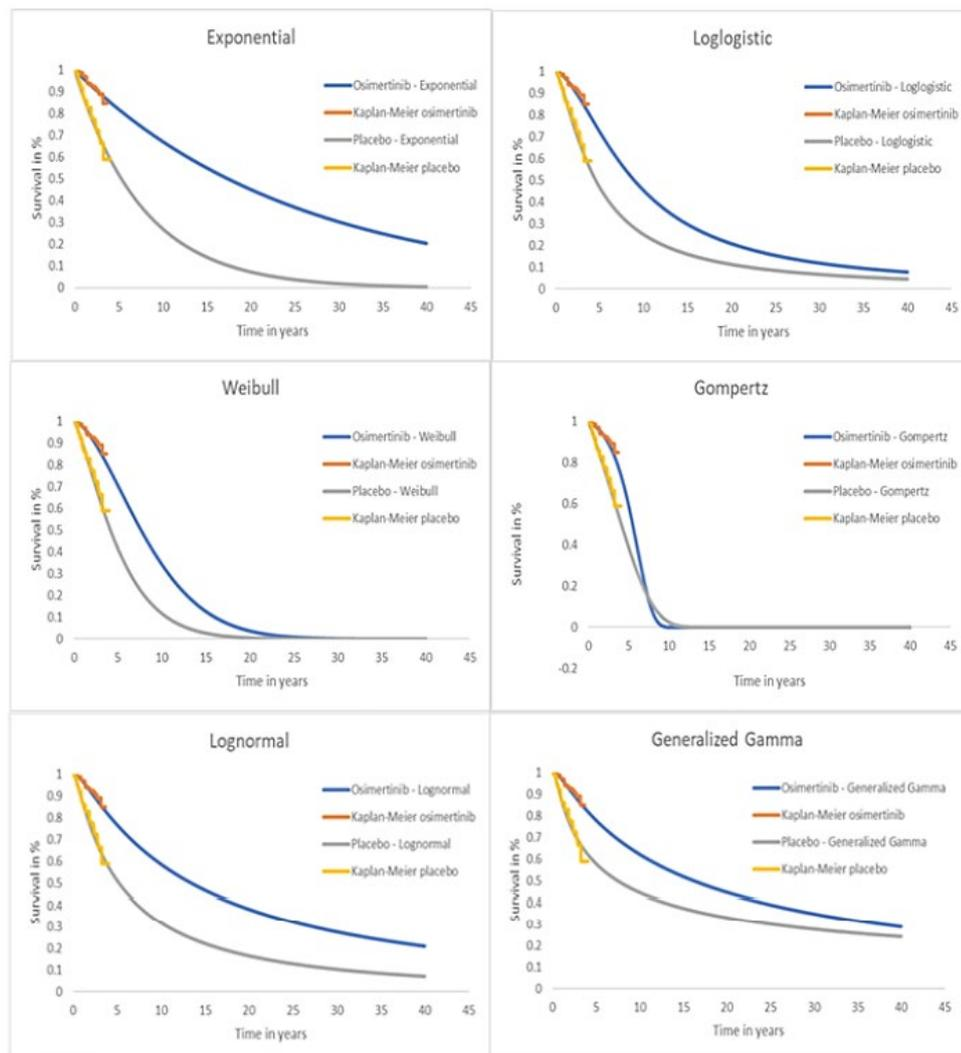 Exponential
Survival in %
1
0.9
0.8
0.7
0.6
0.5
0.4
0.3
0.2
0.1
0
0 5 10 15 20 25 30 35 40 45
Time in years
Osimertinib - Exponential
Kaplan-Meier osimertinib
Placebo - Exponential
Kaplan-Meier placebo
Loglogistic
Survival in %
1
0.9
0.8
0.7
0.6
0.5
0.4
0.3
0.2
0.1
0
0 5 10 15 20 25 30 35 40 45
Time in years
Osimertinib - Loglogistic
Kaplan-Meier osimertinib
Placebo - Loglogistic
Kaplan-Meier placebo
Weibull
Survival in %
1
0.9
0.8
0.7
0.6
0.5
0.4
0.3
0.2
0.1
0
0 5 10 15 20 25 30 35 40 45
Time in years
Osimertinib - Weibull
Kaplan-Meier osimertinib
Placebo - Weibull
Kaplan-Meier placebo
Gompertz
Survival in %
1
0.8
0.6
0.4
0.2
0
-0.2
0 5 10 15 20 25 30 35 40 45
Time in years
Osimertinib - Gompertz
Kaplan-Meier osimertinib
Placebo - Gompertz
Kaplan-Meier placebo
Lognormal
Survival in %
1
0.9
0.8
0.7
0.6
0.5
0.4
0.3
0.2
0.1
0
0 5 10 15 20 25 30 35 40 45
Time in years
Osimertinib - Lognormal
Kaplan-Meier osimertinib
Placebo - Lognormal
Kaplan-Meier placebo
Generalized Gamma
Survival in %
1
0.9
0.8
0.7
0.6
0.5
0.4
0.3
0.2
0.1
0
0 5 10 15 20 25 30 35 40 45
Time in years
Osimertinib - Generalized Gamma
Kaplan-Meier osimertinib
Placebo - Generalized Gamma
Kaplan-Meier placebo